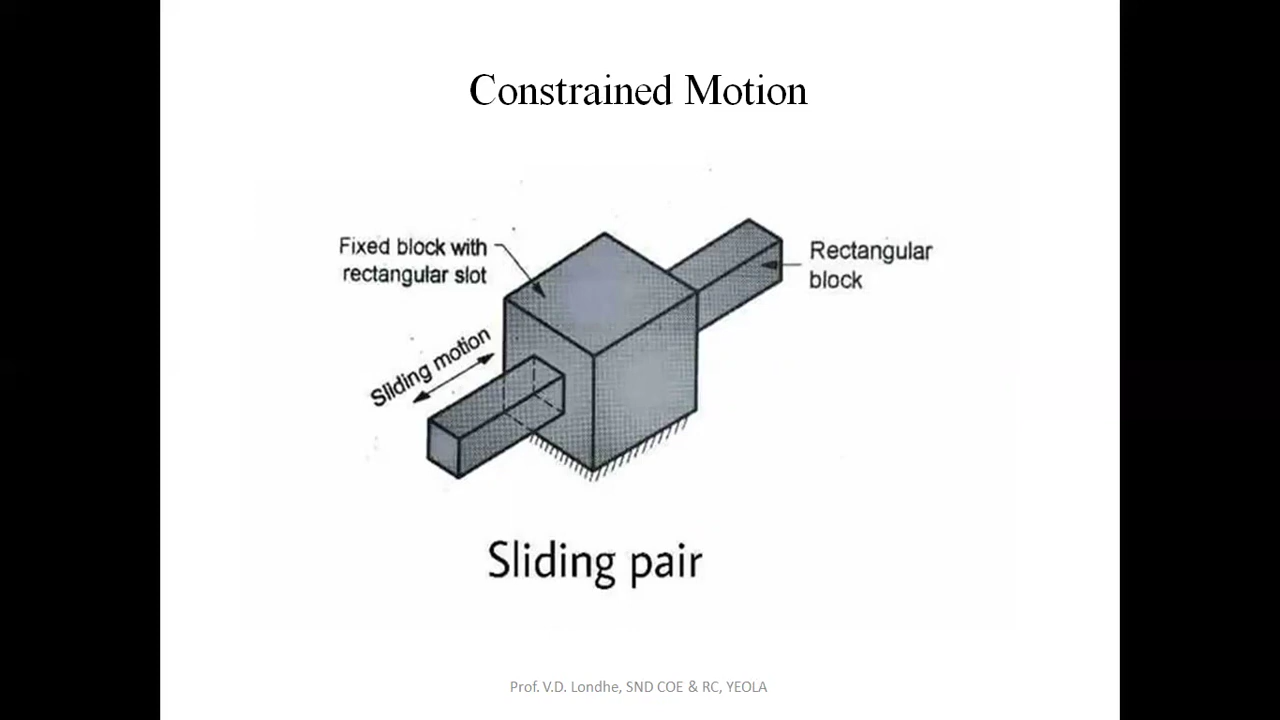 Constrained Motion
Fixed block with
rectangular slot
Rectangular
block
Sliding motion
Sliding pair
Prof. V.D. Londhe, SND COE & RC, YEOLA